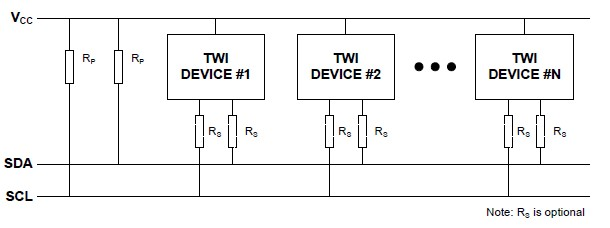 VCC
RP RP TWI DEVICE #1 TWI DEVICE #2 TWI DEVICE #N
RS RS RS RS RS RS
SDA
SCL
Note: RS is optional